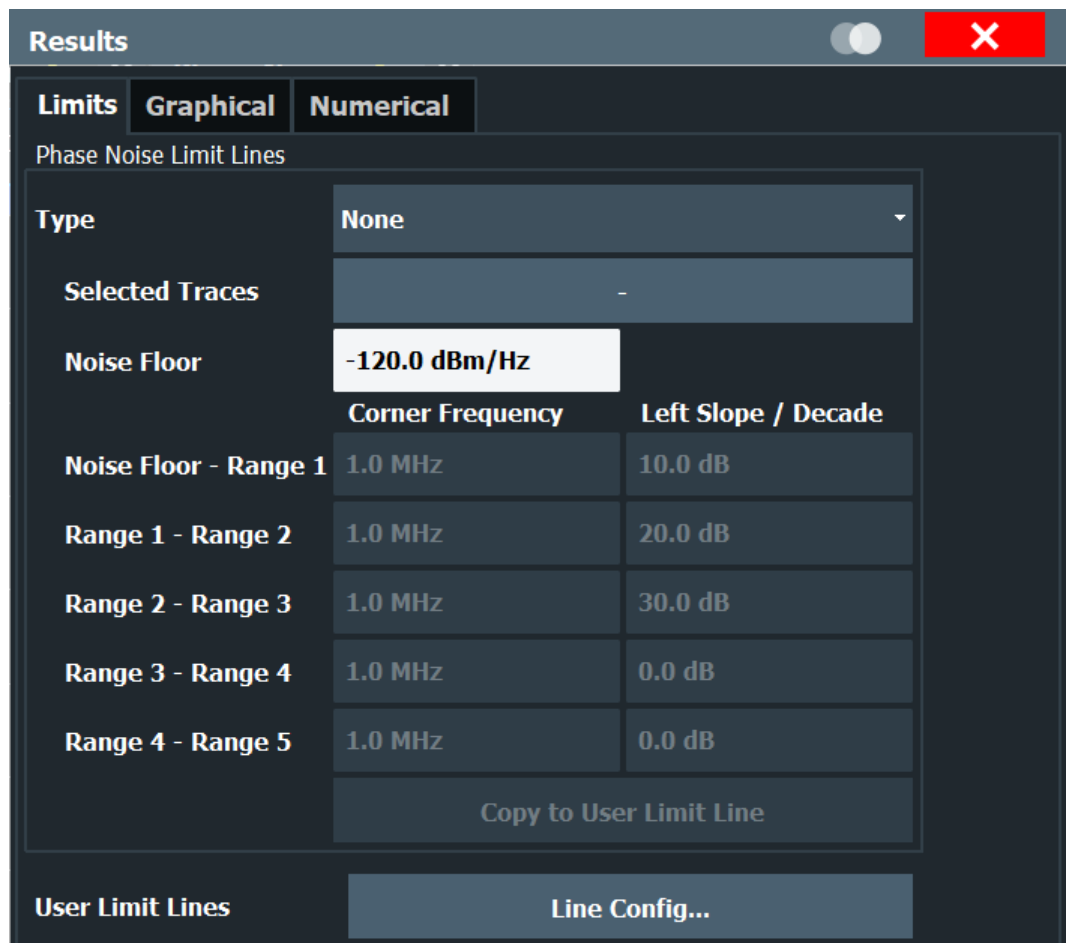 Results
Limits Graphical Numerical
Phase Noise Limit Lines
Type None
Selected Traces -
Noise Floor -120.0 dBm/Hz
Corner Frequency Left Slope / Decade
Noise Floor - Range 1 1.0 MHz 10.0 dB
Range 1 - Range 2 1.0 MHz 20.0 dB
Range 2 - Range 3 1.0 MHz 30.0 dB
Range 3 - Range 4 1.0 MHz 0.0 dB
Range 4 - Range 5 1.0 MHz 0.0 dB
Copy to User Limit Line
User Limit Lines Line Config...